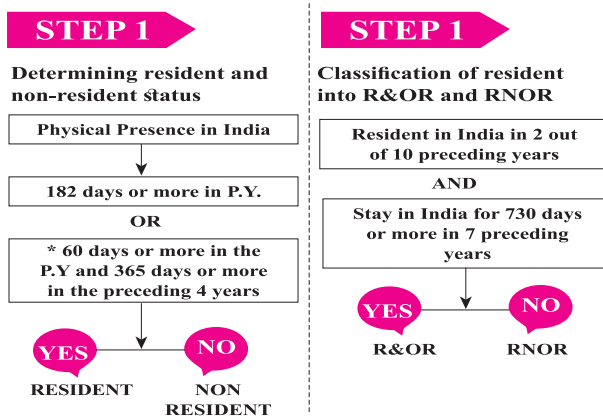 STEP 1
Determining resident and
non-resident status
Physical Presence in India
182 days or more in P.Y.
OR
* 60 days or more in the
P.Y and 365 days or more
in the preceding 4 years
YES
NO
RESIDENT
NON
RESIDENT
STEP 1
Classification of resident
into R&OR and RNOR
Resident in India in 2 out
of 10 preceding years
AND
Stay in India for 730 days
or more in 7 preceding
years
YES
NO
R&OR
RNOR